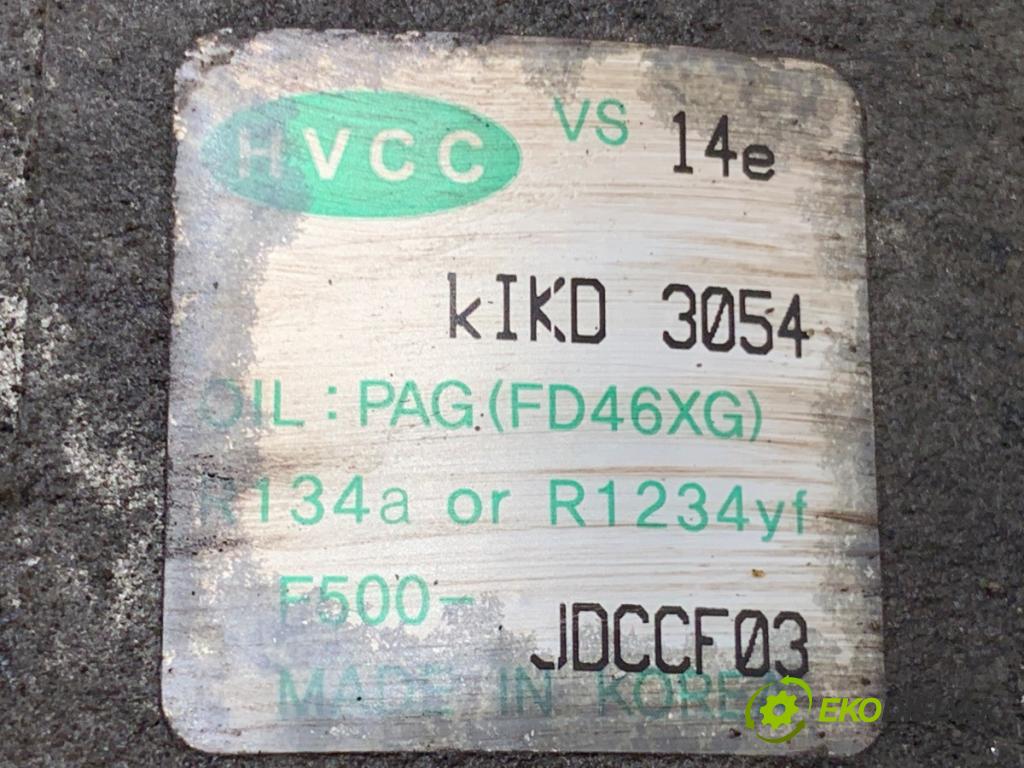 HVCC VS 14e
kIKD 3054
OIL : PAG (FD46XG)
R134a or R1234yf
F500- JDCCF03
MADE IN KOREA
EKO